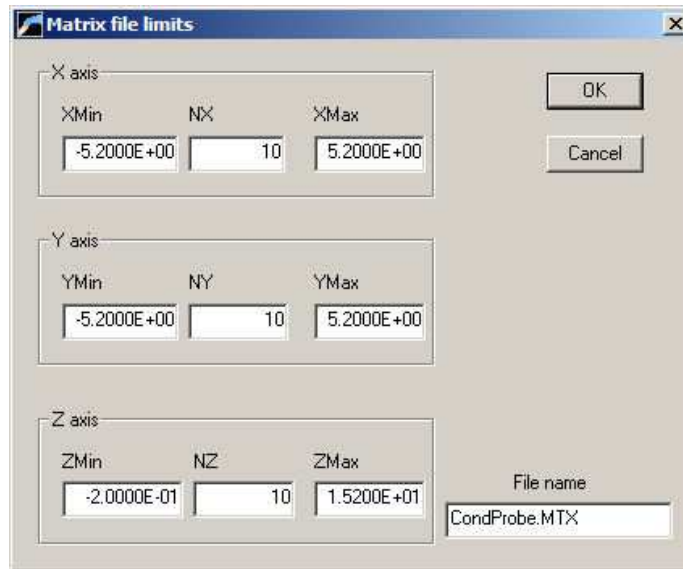 Matrix file limits
X axis
XMin NX XMax
-5.2000E+00 10 5.2000E+00
OK
Cancel
Y axis
YMin NY YMax
-5.2000E+00 10 5.2000E+00
Z axis
ZMin NZ ZMax
-2.0000E-01 10 1.5200E+01
File name
CondProbe.MTX